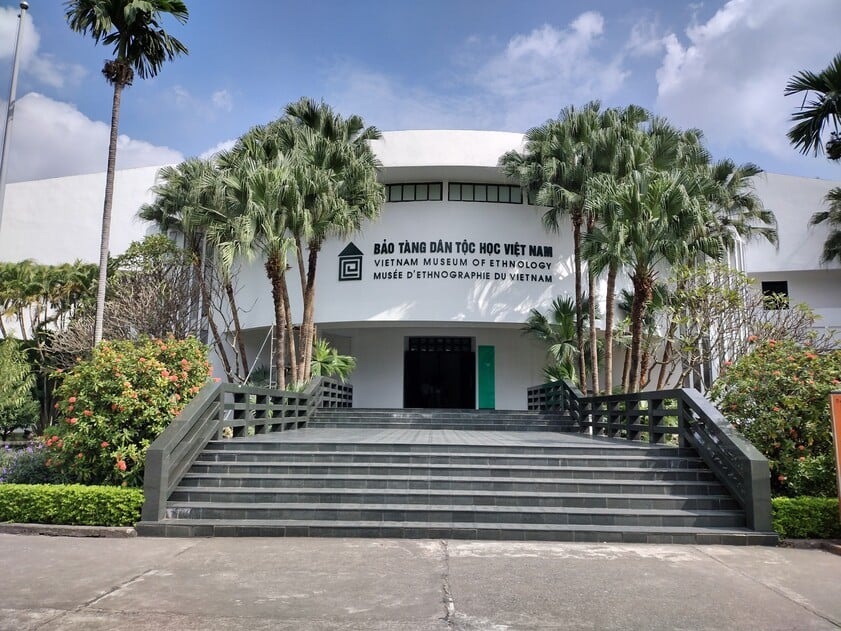 BẢO TÀNG DÂN TỘC HỌC VIỆT NAM
VIETNAM MUSEUM OF ETHNOLOGY
MUSÉE D'ETHNOGRAPHIE DU VIETNAM